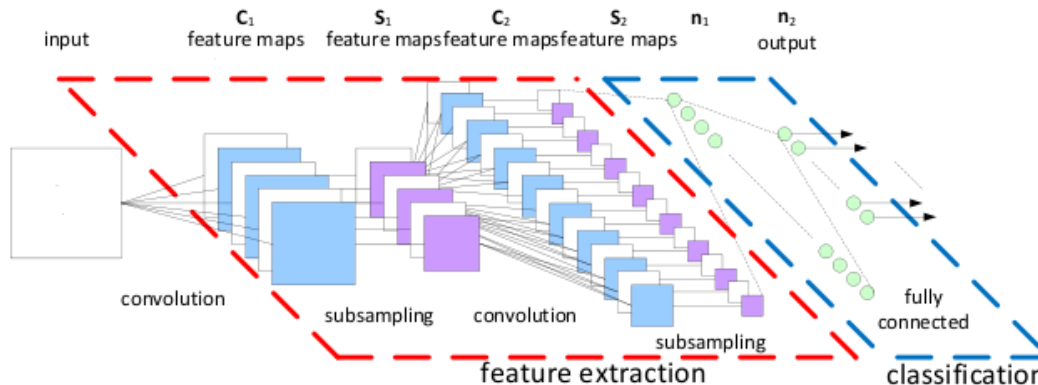 input
C1
feature maps
S1
feature maps
C2
feature maps
S2
feature maps
n1
n2
output
convolution
subsampling
convolution
subsampling
fully
connected
feature extraction
classification